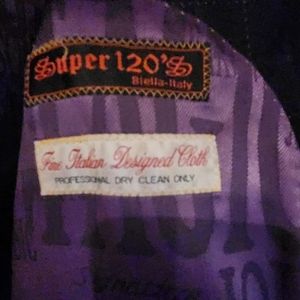 Super 120'S
Biella-Italy
Fine Italian Designed Cloth
PROFESSIONAL DRY CLEAN ONLY